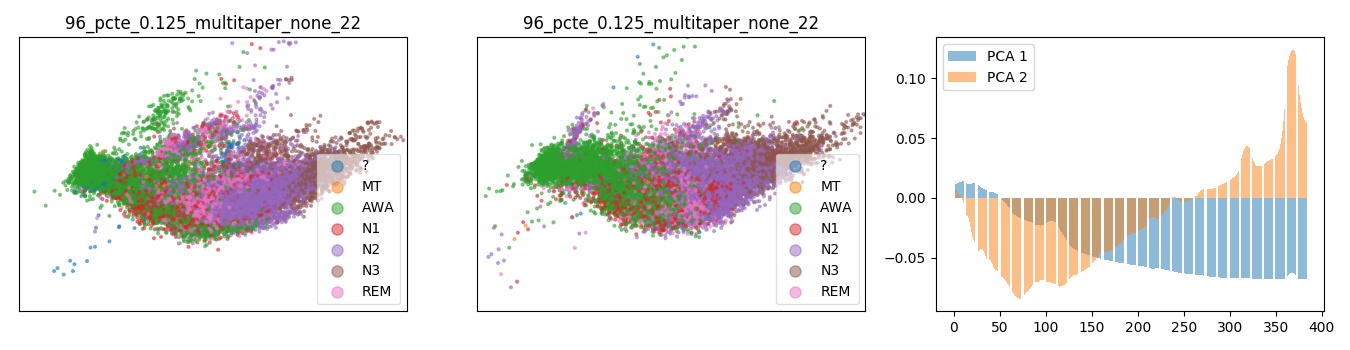 96_pcte_0.125_multitaper_none_22
?
MT
AWA
N1
N2
N3
REM
96_pcte_0.125_multitaper_none_22
?
MT
AWA
N1
N2
N3
REM
PCA 1
PCA 2
0.10
0.05
0.00
−0.05
0 50 100 150 200 250 300 350 400